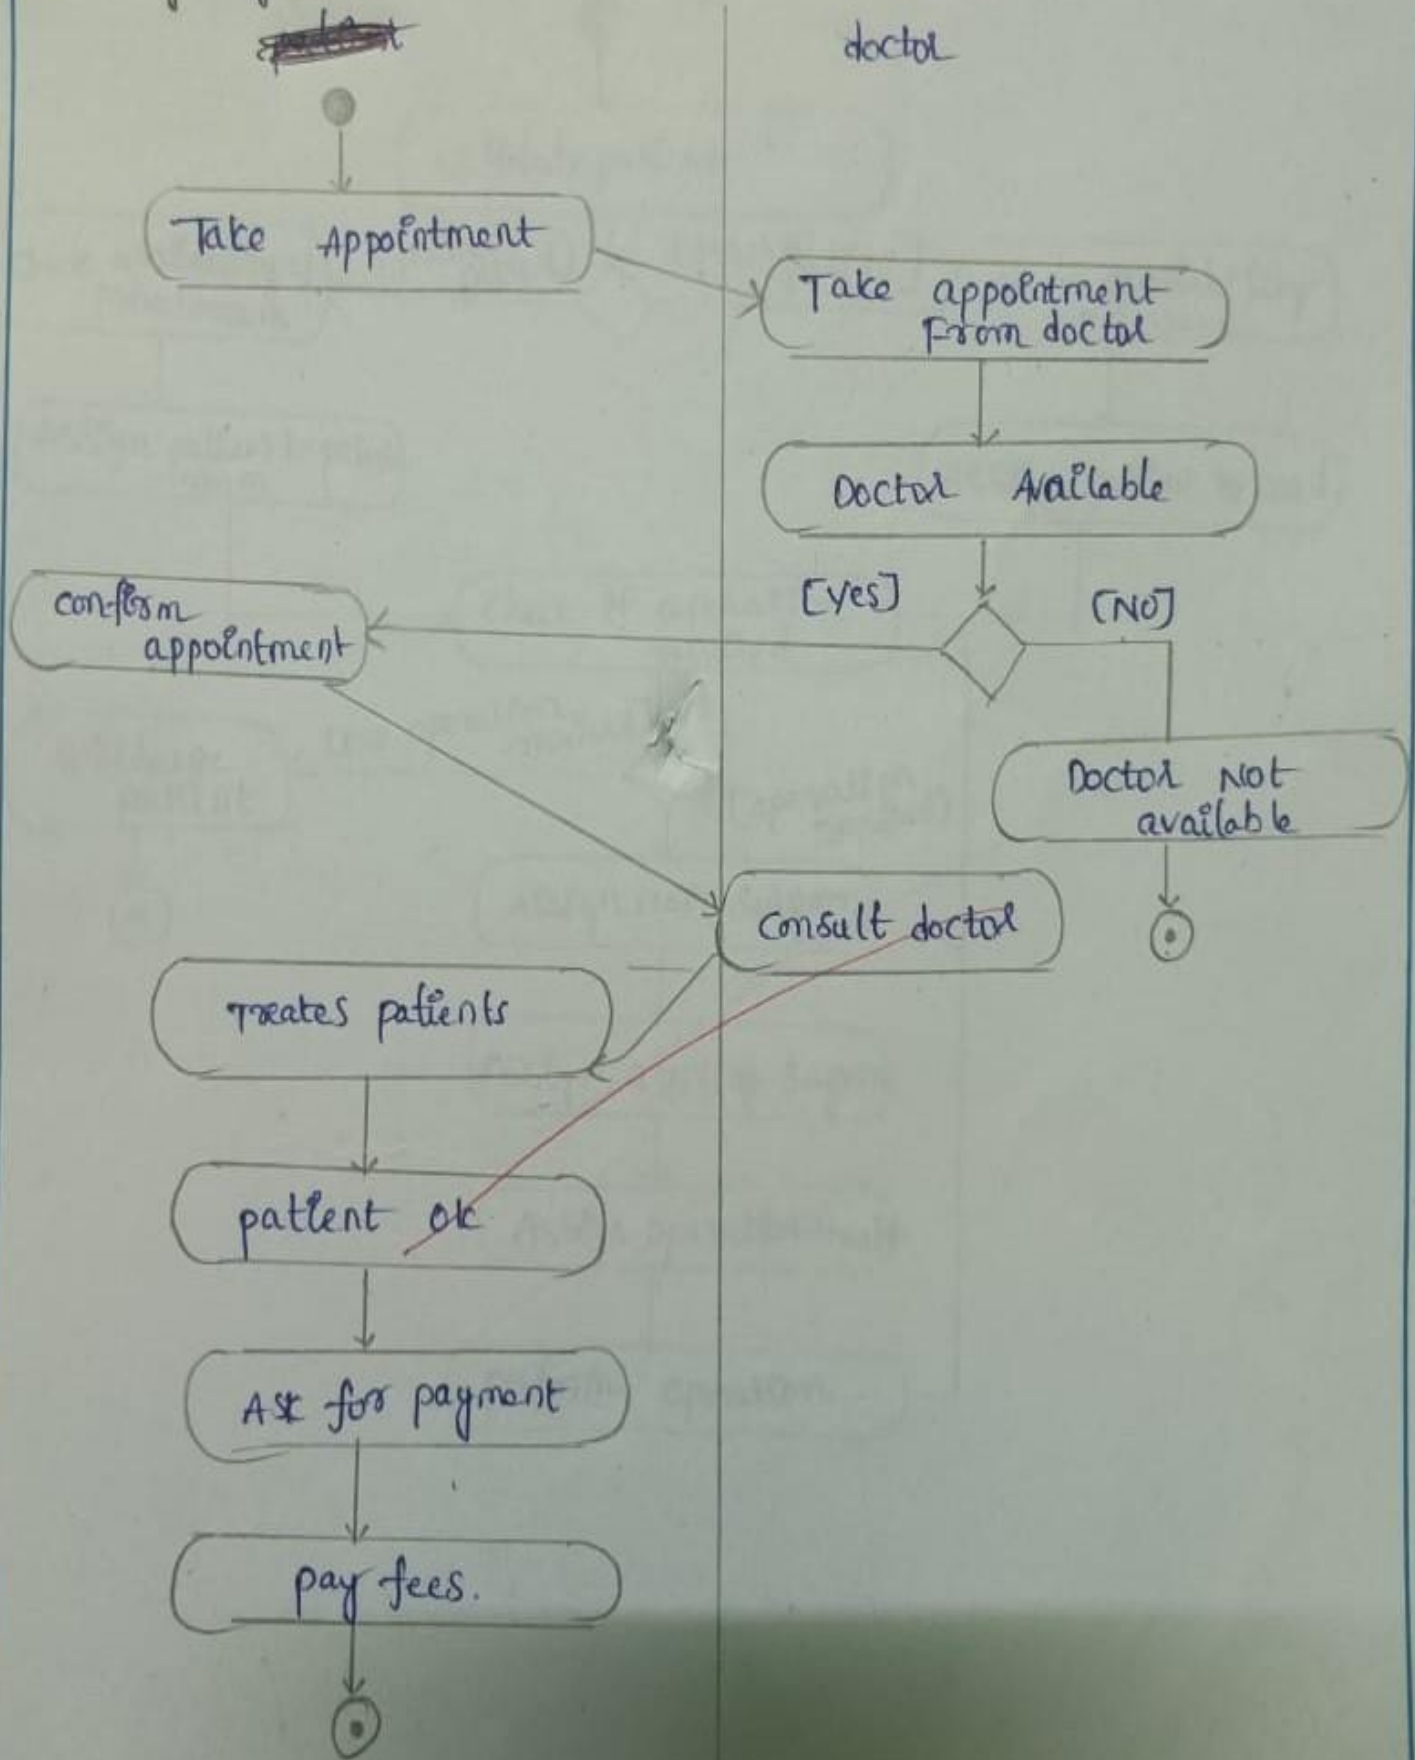 doctor
Take Appointment
Take appointment
From doctor
Doctor Available
[yes]
[NO]
confirm
appointment
Doctor Not
available
consult doctor
Treates patients
patient ok
Ask for payment
pay fees.